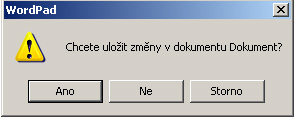 WordPad
Chcete uložit změny v dokumentu Dokument?
Ano
Ne
Storno